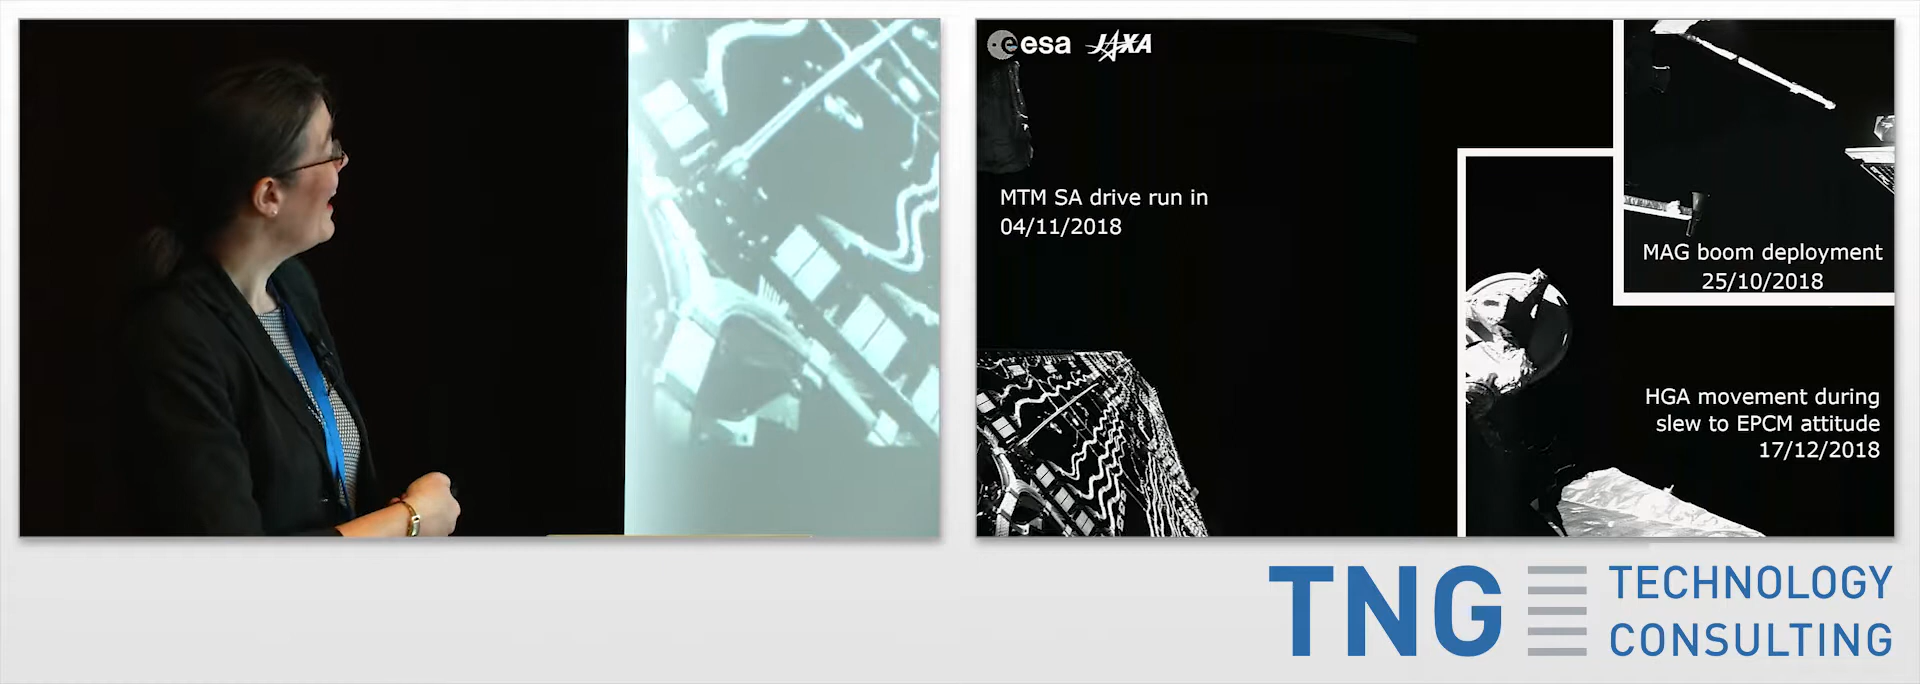 esa JAXA
MTM SA drive run in
04/11/2018
MAG boom deployment
25/10/2018
HGA movement during
slew to EPCM attitude
17/12/2018
TNG TECHNOLOGY
CONSULTING